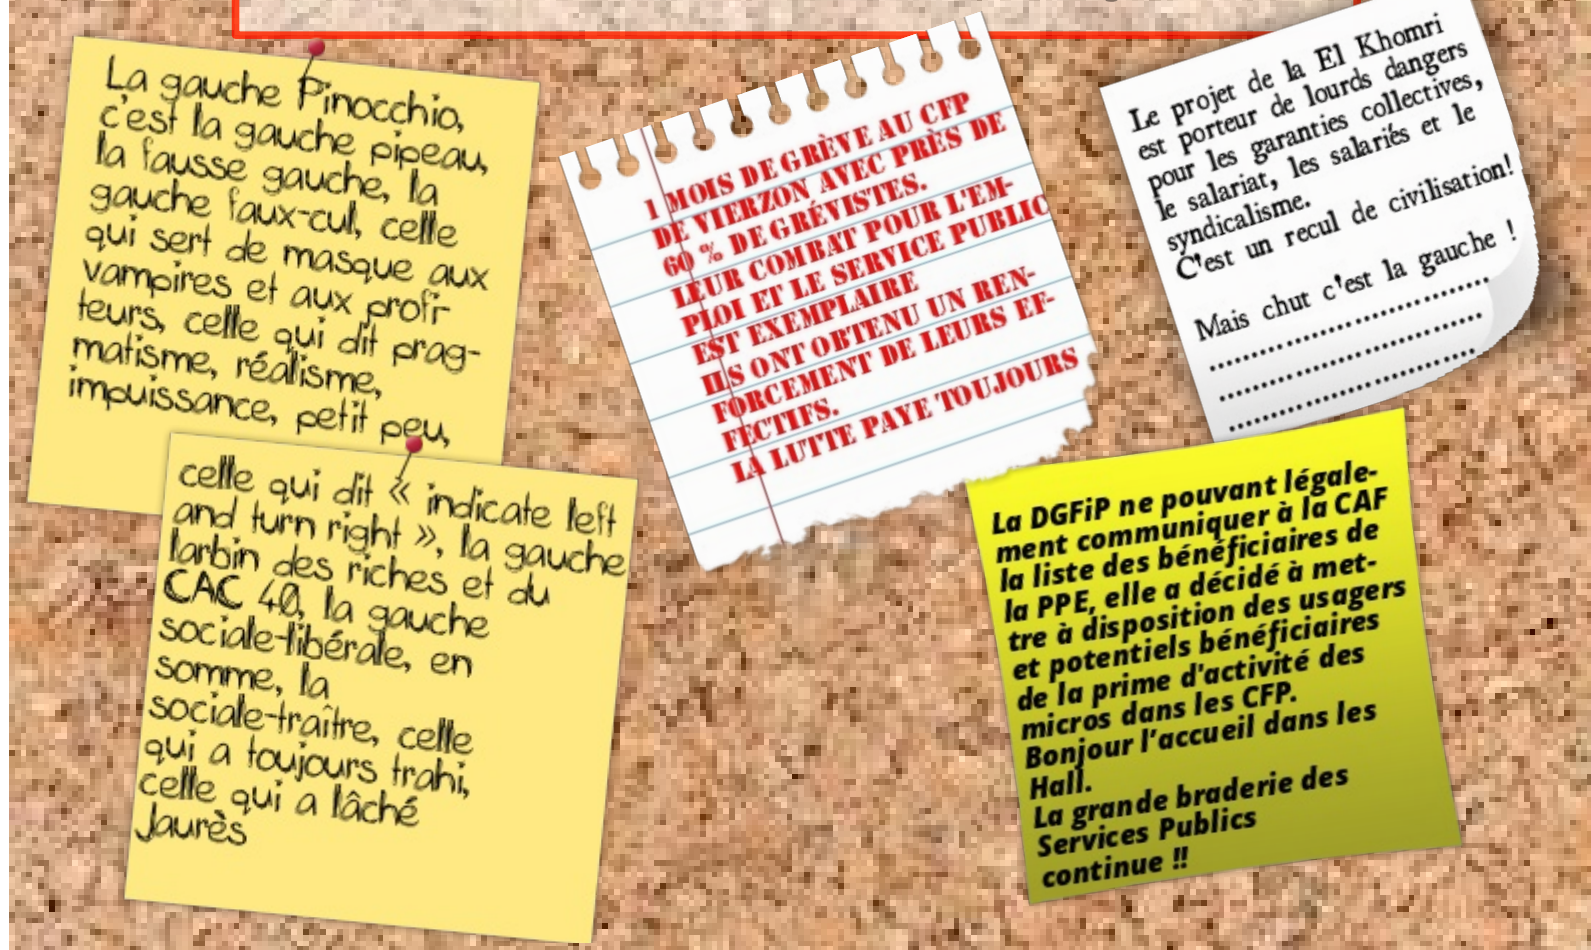 La gauche Pinocchio,
c'est la gauche pipeau,
la fausse gauche, la
gauche faux-cul, celle
qui sert de masque aux
vampires et aux profi-
teurs, celle qui dit prag-
matisme, réalisme,
impuissance, petit peu,
celle qui dit « indicate left
and turn right », la gauche
larbin des riches et du
CAC 40, la gauche
sociale-libérale, en
somme, la
sociale-traître, celle
qui a toujours trahi,
celle qui a lâché
Jaurès
1 MOIS DE GRÈVE AU CFP
DE VIERZON AVEC PRÈS DE
60 % DE GRÉVISTES.
LEUR COMBAT POUR L'EM-
PLOI ET LE SERVICE PUBLIC
EST EXEMPLAIRE
ILS ONT OBTENU UN REN-
FORCEMENT DE LEURS EF-
FECTIFS.
LA LUTTE PAYE TOUJOURS
Le projet de la El Khomri
est porteur de lourds dangers
pour les garanties collectives,
le salariat, les salariés et le
syndicalisme.
C'est un recul de civilisation!
Mais chut c'est la gauche !
........................................
......................................
.....................................
La DGFiP ne pouvant légale-
ment communiquer à la CAF
la liste des bénéficiaires de
la PPE, elle a décidé à met-
tre à disposition des usagers
et potentiels bénéficiaires
de la prime d'activité des
micros dans les CFP.
Bonjour l'accueil dans les
Hall.
La grande braderie des
Services Publics
continue !!